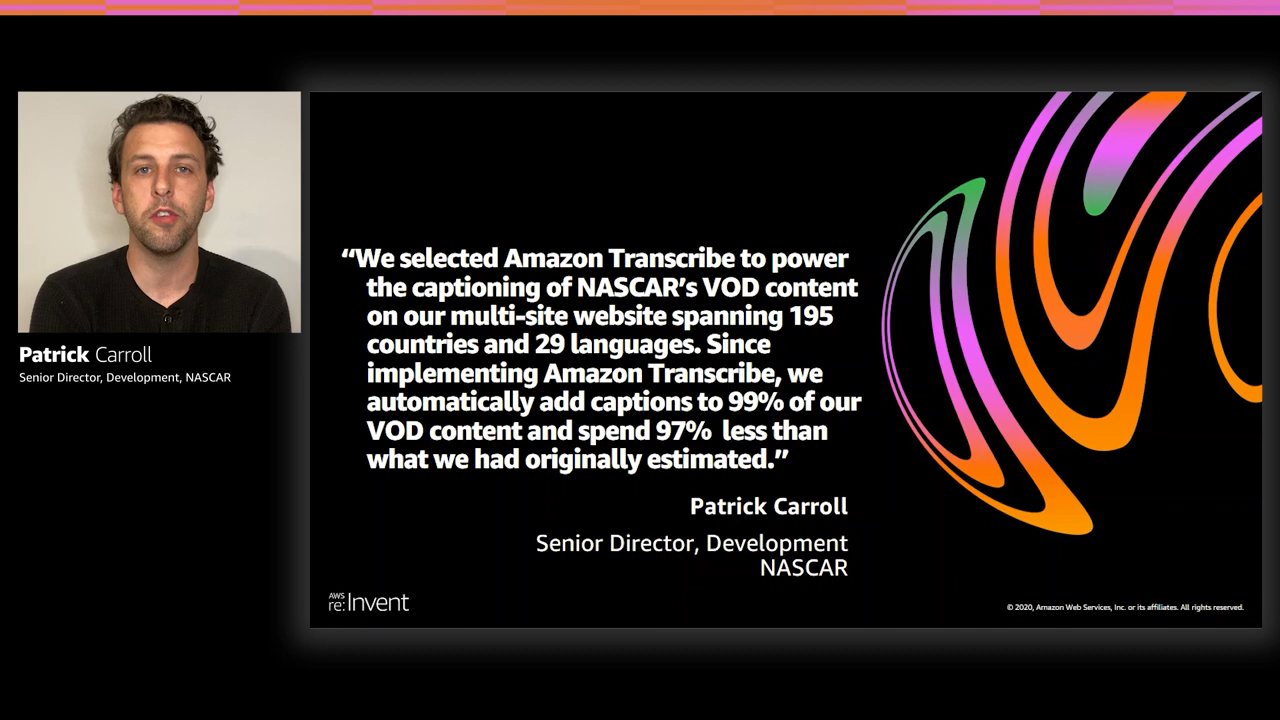 Patrick Carroll
Senior Director, Development, NASCAR
“We selected Amazon Transcribe to power
the captioning of NASCAR’s VOD content
on our multi-site website spanning 195
countries and 29 languages. Since
implementing Amazon Transcribe, we
automatically add captions to 99% of our
VOD content and spend 97%  less than
what we had originally estimated.”
Patrick Carroll
Senior Director, Development
NASCAR
AWS
re:Invent
© 2020, Amazon Web Services, Inc. or its affiliates. All rights reserved.